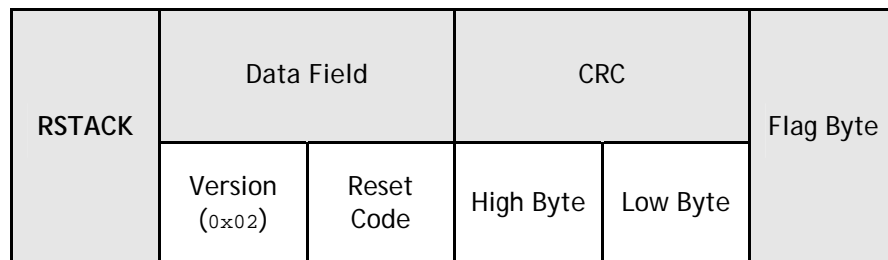 RSTACK
Data Field
CRC
Flag Byte
Version
(0x02)
Reset
Code
High Byte
Low Byte